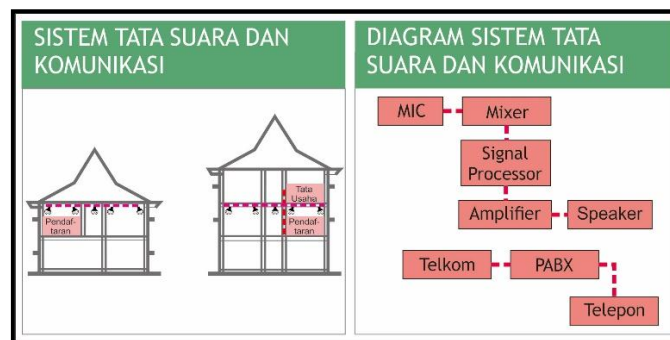 SISTEM TATA SUARA DAN
KOMUNIKASI
Pendaf-
taran
Tata
Usaha
Pendaf-
taran
DIAGRAM SISTEM TATA
SUARA DAN KOMUNIKASI
MIC
Mixer
Signal
Processor
Amplifier
Speaker
Telkom
PABX
Telepon